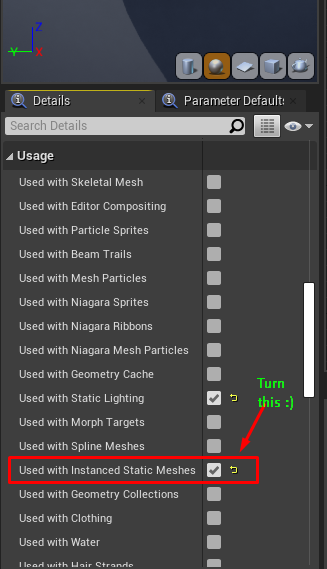 Z
Y
X
Details
Parameter Defaults
Search Details
Usage
Used with Skeletal Mesh
Used with Editor Compositing
Used with Particle Sprites
Used with Beam Trails
Used with Mesh Particles
Used with Niagara Sprites
Used with Niagara Ribbons
Used with Niagara Mesh Particles
Used with Geometry Cache
Used with Static Lighting
Turn
this :)
Used with Morph Targets
Used with Spline Meshes
Used with Instanced Static Meshes
Used with Geometry Collections
Used with Clothing
Used with Water
Used with Hair Strands